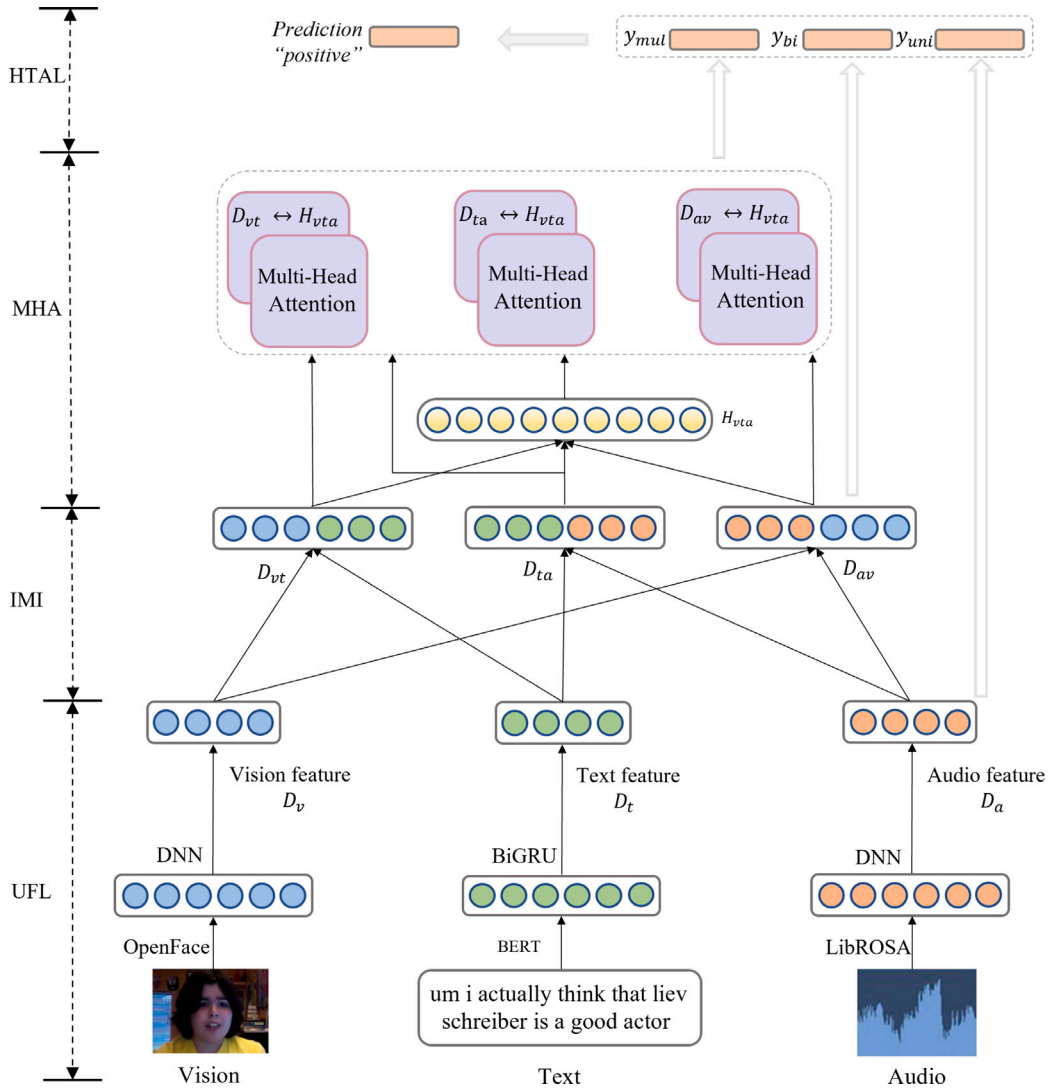 Prediction
“positive”
y_mul
y_bi
y_uni
HTAL
D_vt ↔ H_vta
D_ta ↔ H_vta
D_av ↔ H_vta
Multi-Head
Attention
Multi-Head
Attention
Multi-Head
Attention
MHA
H_vta
D_vt
D_ta
D_av
IMI
Vision feature
D_v
Text feature
D_t
Audio feature
D_a
DNN
BiGRU
DNN
UFL
OpenFace
BERT
LibROSA
um i actually think that liev
schreiber is a good actor
Vision
Text
Audio